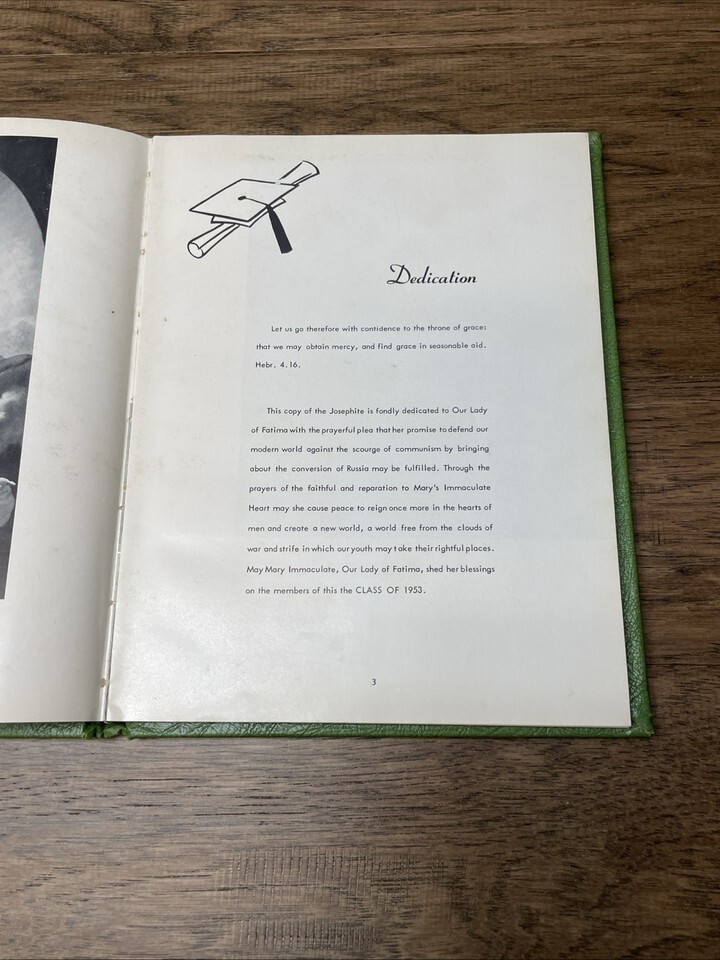 Dedication
Let us go therefore with confidence to the throne of grace:
that we may obtain mercy, and find grace in seasonable aid.
Hebr. 4.16.
This copy of the Josephite is fondly dedicated to Our Lady
of Fatima with the prayerful plea that her promise to defend our
modern world against the scourge of communism by bringing
about the conversion of Russia may be fulfilled. Through the
prayers of the faithful and reparation to Mary's Immaculate
Heart may she cause peace to reign once more in the hearts of
men and create a new world, a world free from the clouds of
war and strife in which our youth may take their rightful places.
May Mary Immaculate, Our Lady of Fatima, shed her blessings
on the members of this the CLASS OF 1953.
3